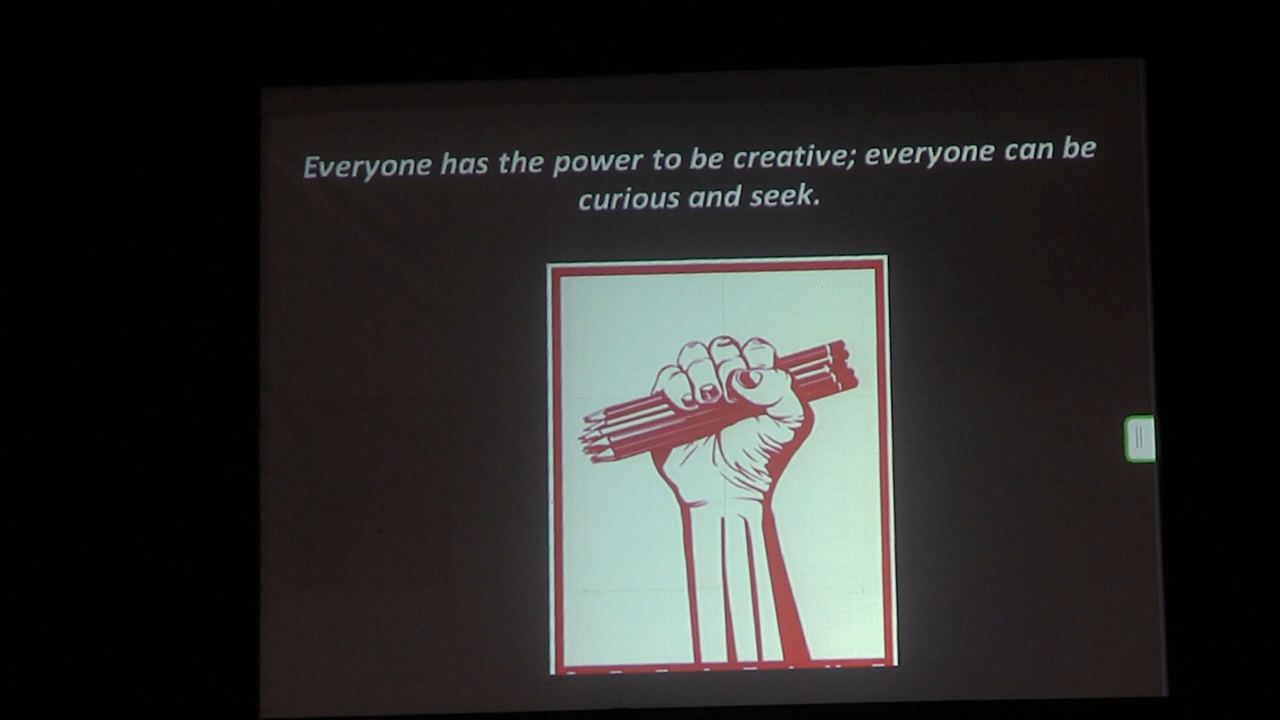 Everyone has the power to be creative; everyone can be
curious and seek.